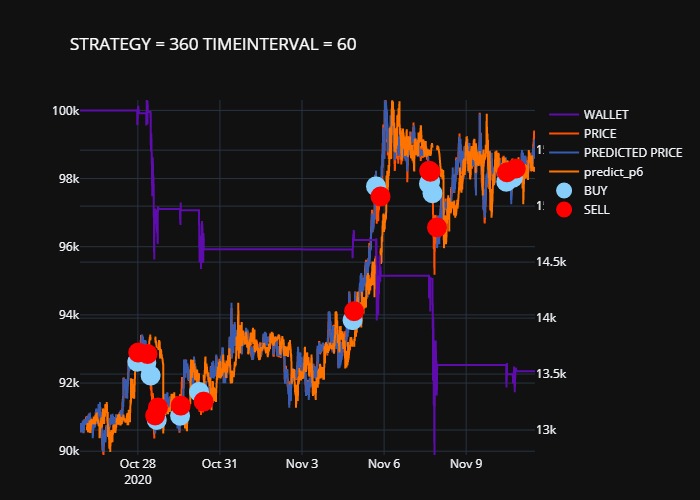 STRATEGY = 360 TIMEINTERVAL = 60
100k
98k
96k
94k
92k
90k
14.5k
14k
13.5k
13k
Oct 28
2020
Oct 31
Nov 3
Nov 6
Nov 9
WALLET
PRICE
PREDICTED PRICE
predict_p6
BUY
SELL